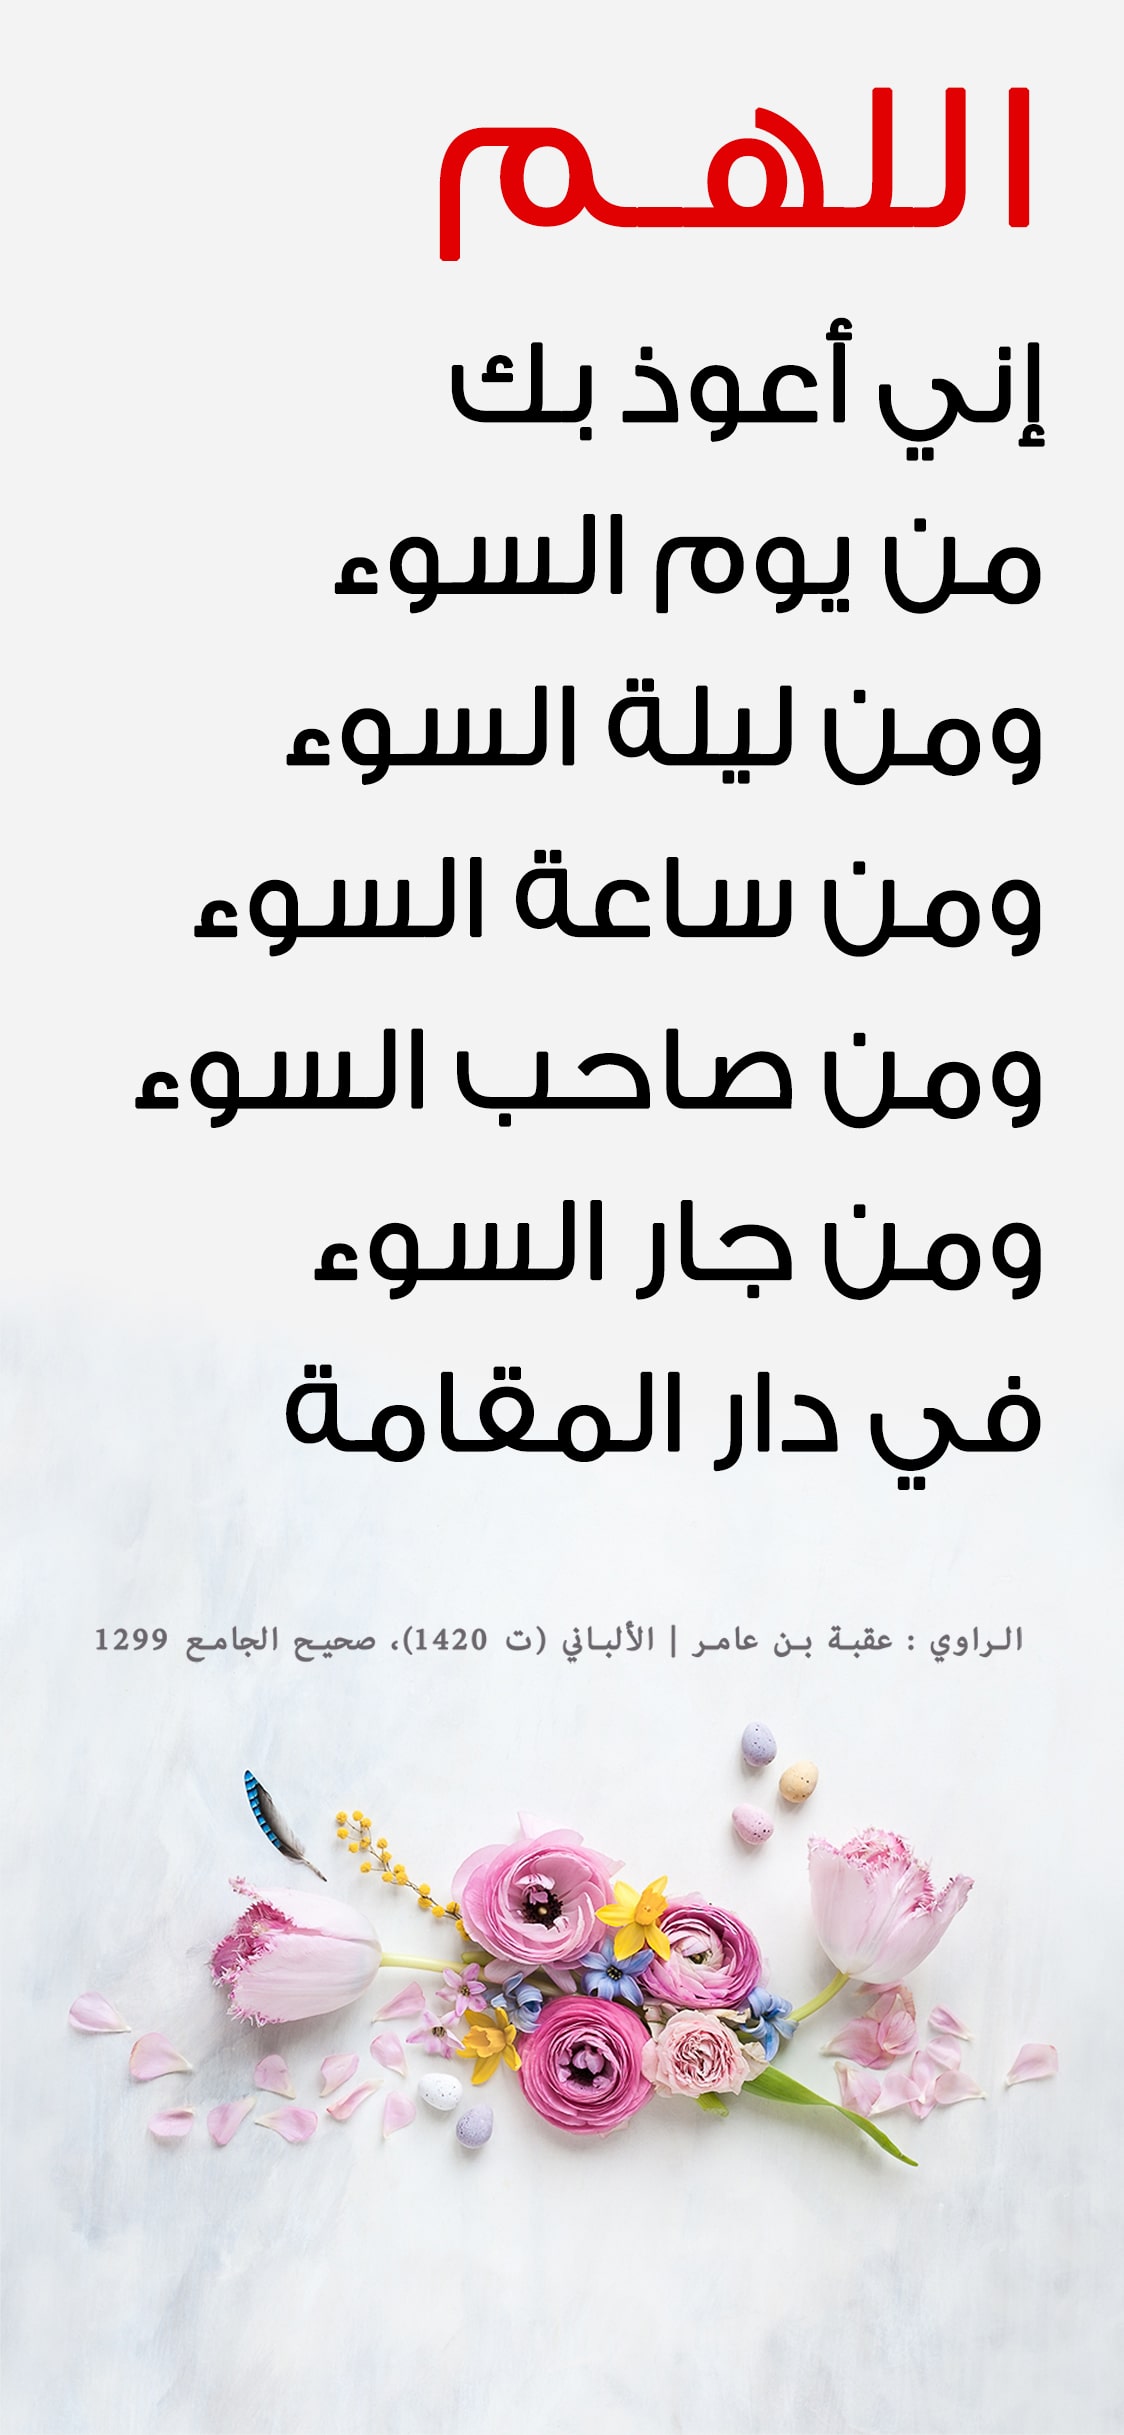 اللهم
إني أعوذ بك
من يوم السوء
ومن ليلة السوء
ومن ساعة السوء
ومن صاحب السوء
ومن جار السوء
في دار المقامة
الراوي : عقبة بن عامر | الألباني (ت 1420)، صحيح الجامع 1299